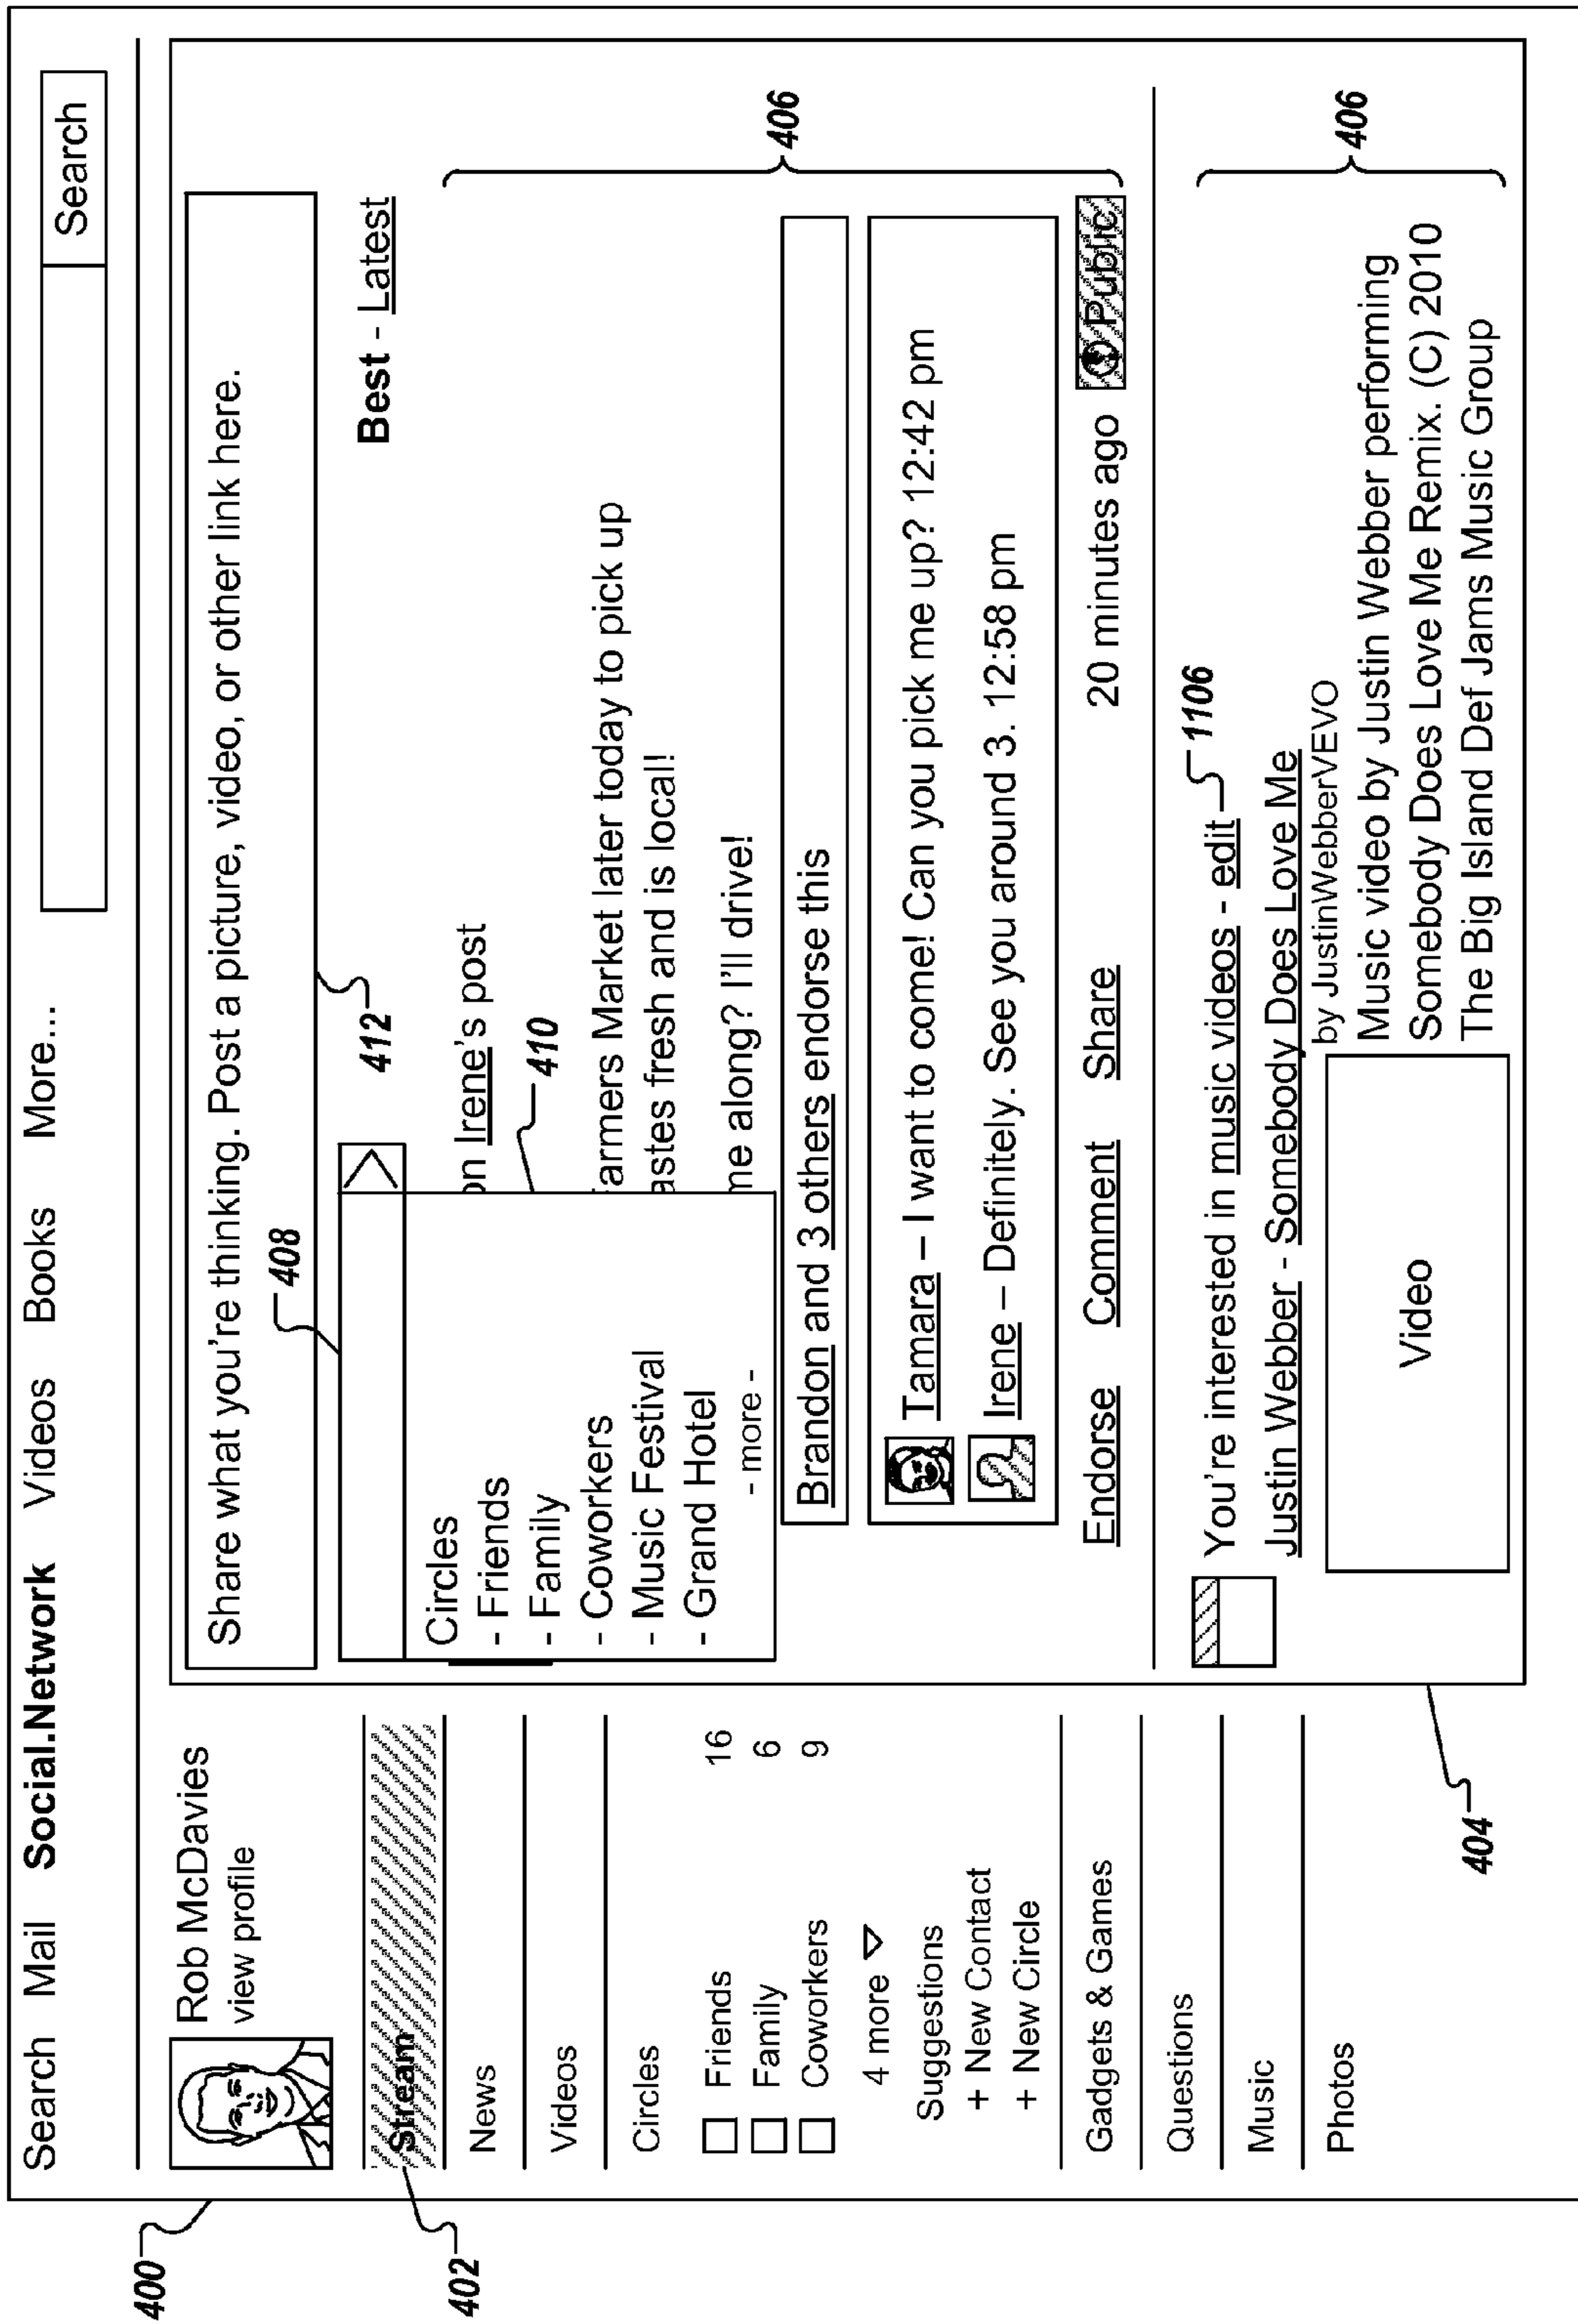 Search Mail Social.Network Videos Books More...
Search
400
Rob McDavies
view profile
402
Stream
News
Videos
Circles
Friends 16
Family 6
Coworkers 9
4 more
Suggestions
+ New Contact
+ New Circle
Gadgets & Games
Questions
Music
Photos
404
Share what you're thinking. Post a picture, video, or other link here.
408
412
Best - Latest
Circles
- Friends
- Family
- Coworkers
- Music Festival
- Grand Hotel
- more -
410
on Irene's post
armers Market later today to pick up
astes fresh and is local!
me along? I'll drive!
406
Brandon and 3 others endorse this
Tamara – I want to come! Can you pick me up? 12:42 pm
Irene – Definitely. See you around 3. 12:58 pm
Endorse Comment Share 20 minutes ago Public
You're interested in music videos - edit
1106
Justin Webber - Somebody Does Love Me
by JustinWebberVEVO
Video
Music video by Justin Webber performing
Somebody Does Love Me Remix. (C) 2010
The Big Island Def Jams Music Group
406